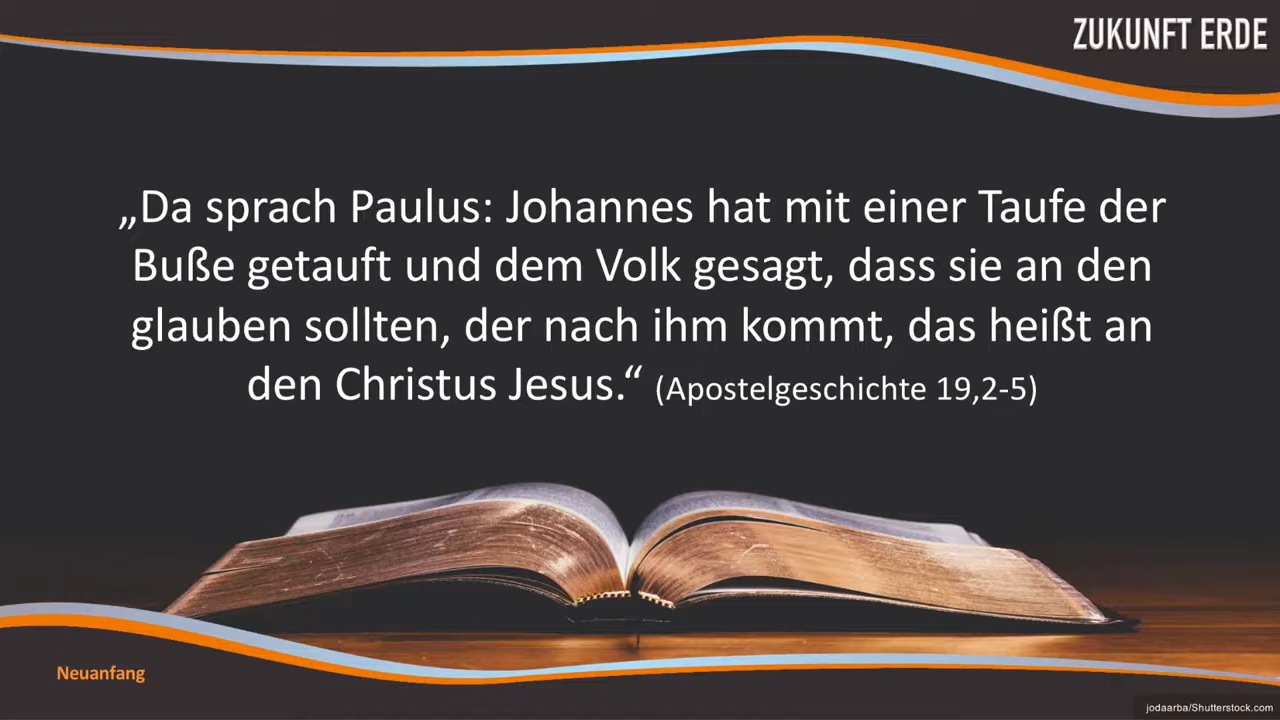 ZUKUNFT ERDE
„Da sprach Paulus: Johannes hat mit einer Taufe der
Buße getauft und dem Volk gesagt, dass sie an den
glauben sollten, der nach ihm kommt, das heißt an
den Christus Jesus.“ (Apostelgeschichte 19,2-5)
Neuanfang
jodaarba/Shutterstock.com